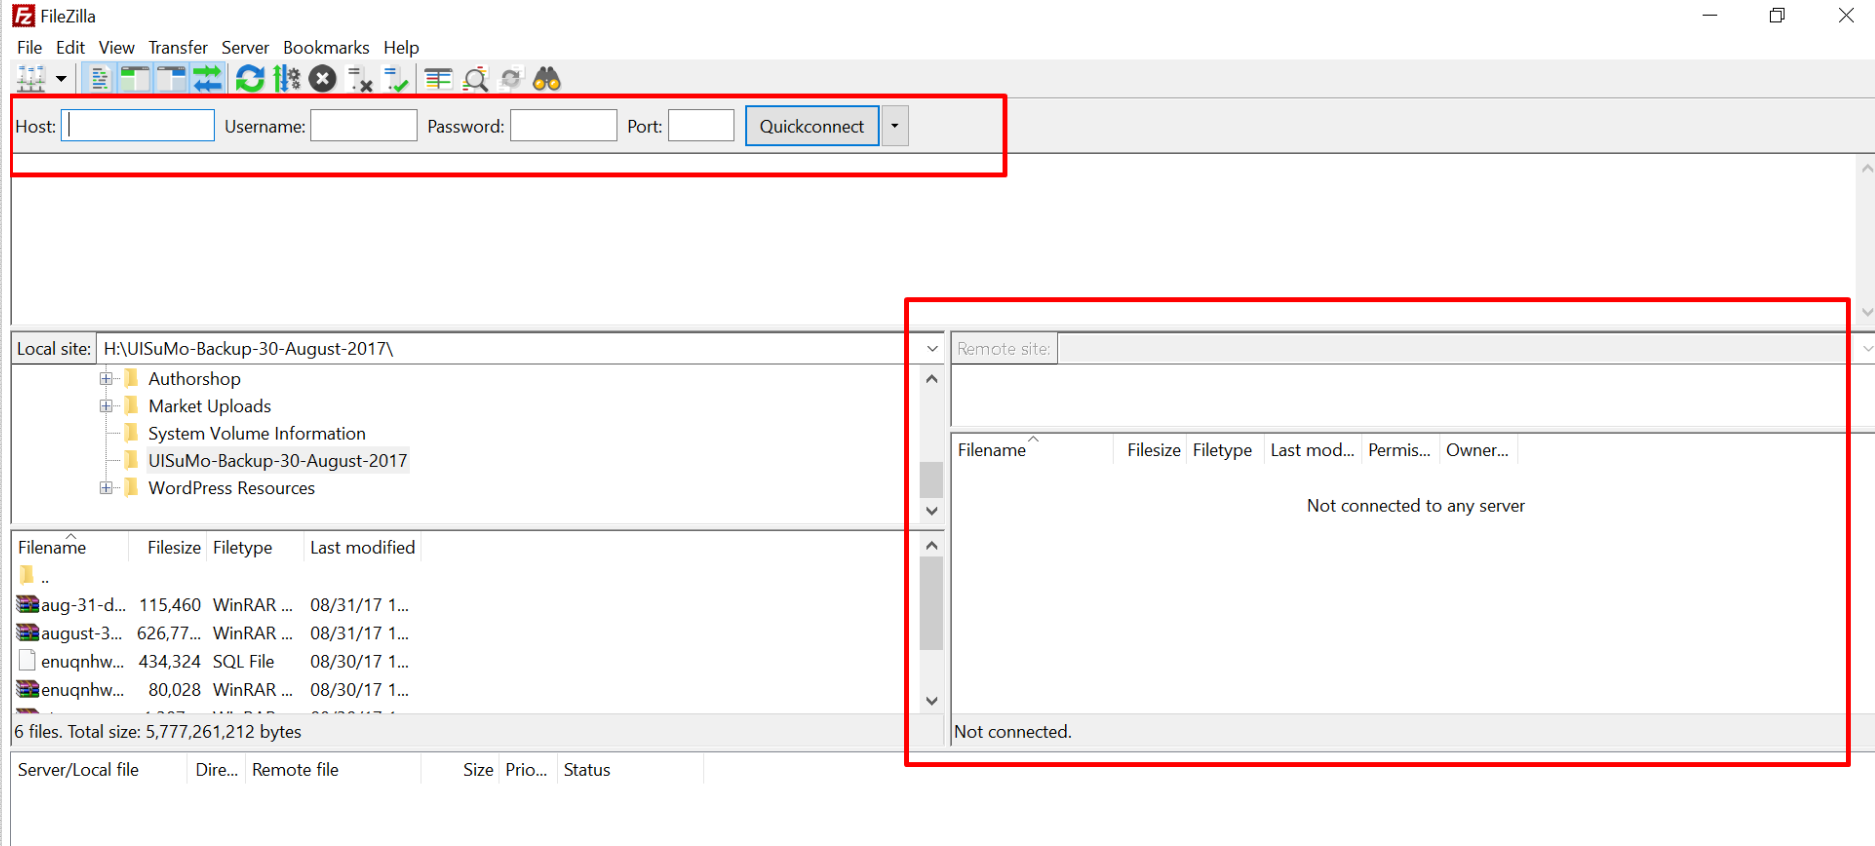 FileZilla
File Edit View Transfer Server Bookmarks Help
Host: Username: Password: Port: Quickconnect
Local site: H:\UISuMo-Backup-30-August-2017\
Authorshop
Market Uploads
System Volume Information
UISuMo-Backup-30-August-2017
WordPress Resources
Filename Filesize Filetype Last modified
..
aug-31-d... 115,460 WinRAR ... 08/31/17 1...
august-3... 626,77... WinRAR ... 08/31/17 1...
enuqnhw... 434,324 SQL File 08/30/17 1...
enuqnhw... 80,028 WinRAR ... 08/30/17 1...
6 files. Total size: 5,777,261,212 bytes
Remote site:
Filename Filesize Filetype Last mod... Permis... Owner...
Not connected to any server
Not connected.
Server/Local file Dire... Remote file Size Prio... Status